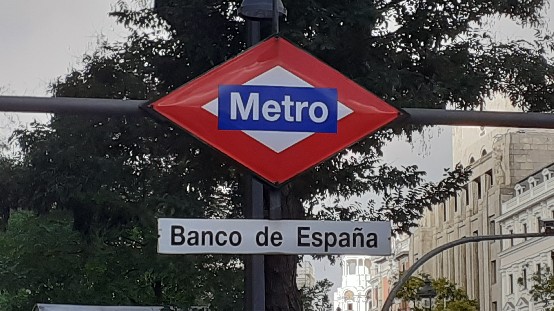 Metro
Banco de España